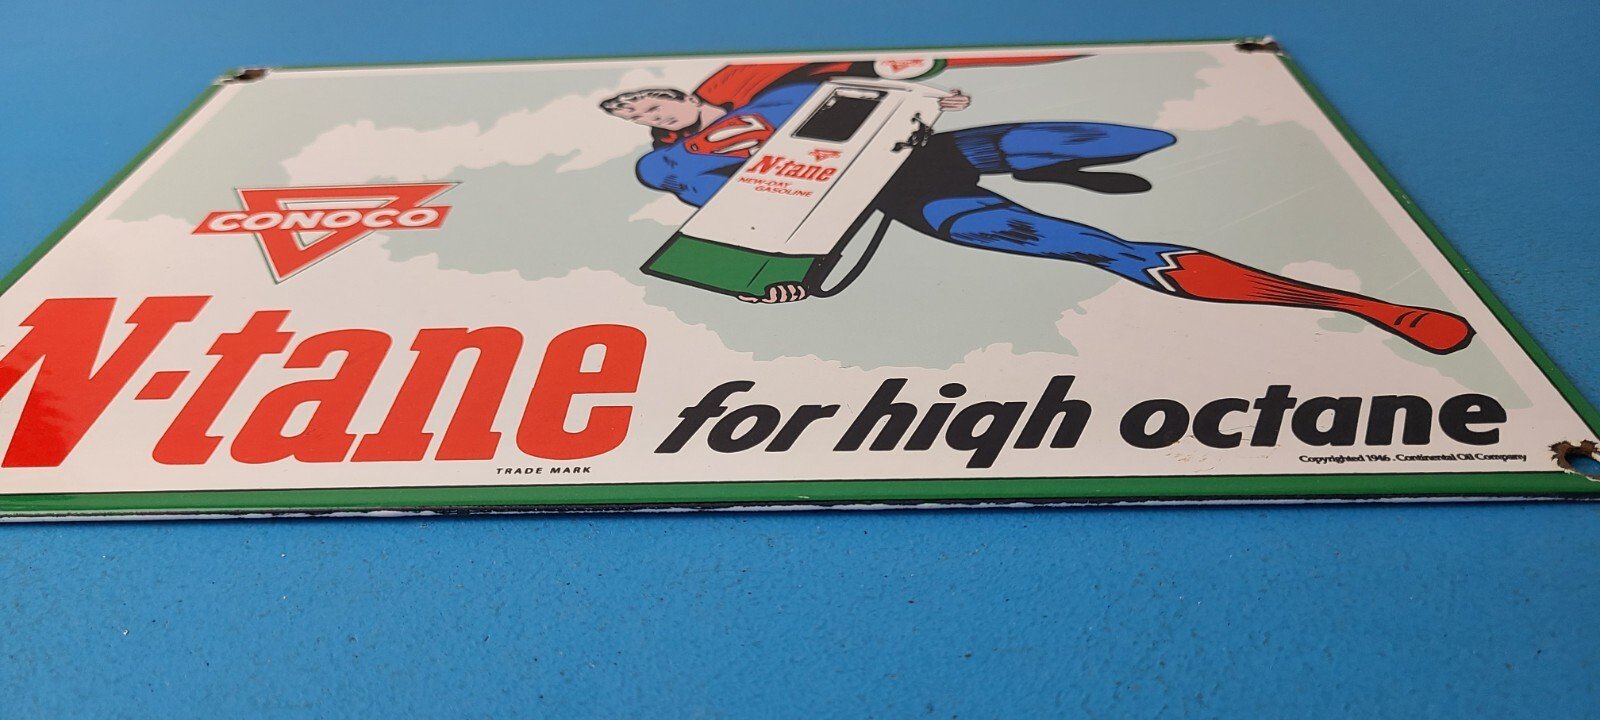 CONOCO
N-tane
NEW-DAY
GASOLINE
N-tane for high octane
TRADE MARK
Copyrighted 1946 . Continental Oil Company